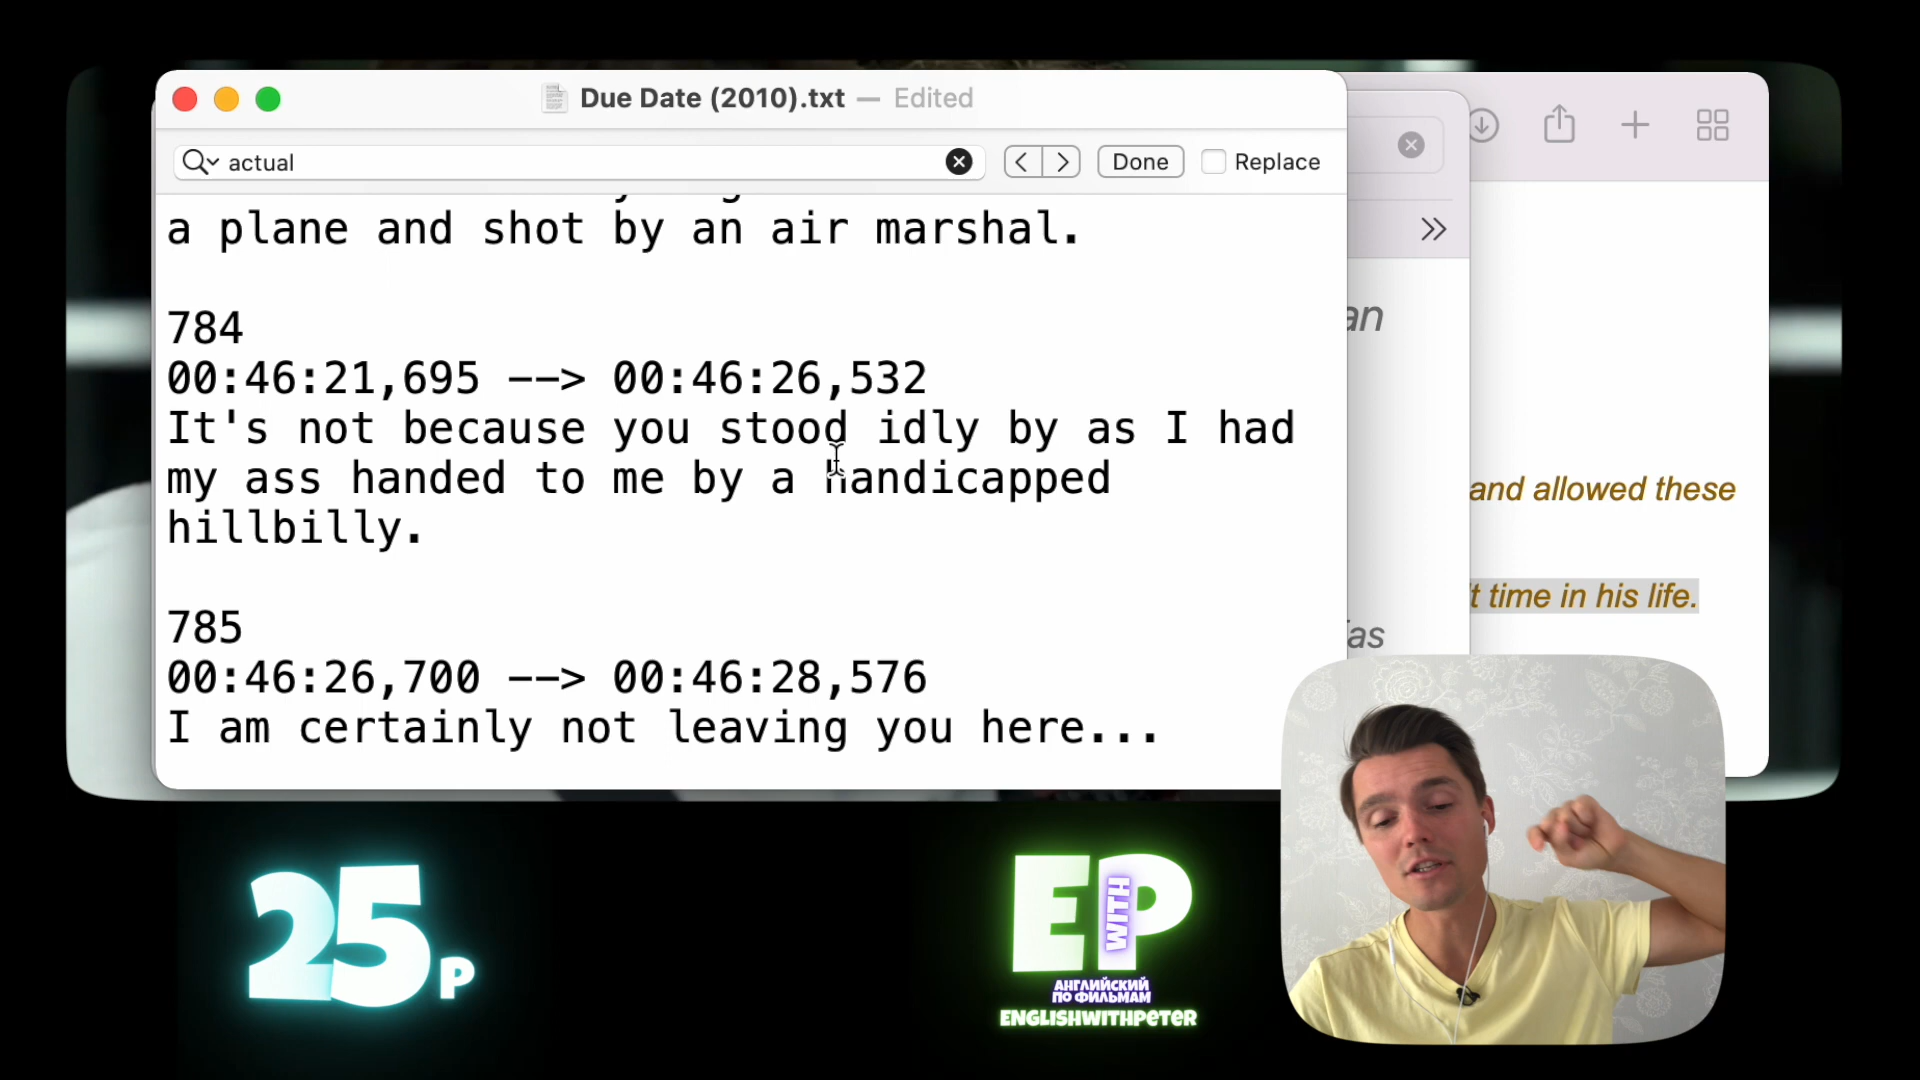 Due Date (2010).txt — Edited
actual
Done
Replace
a plane and shot by an air marshal.
784
00:46:21,695 --> 00:46:26,532
It's not because you stood idly by as I had
my ass handed to me by a handicapped
hillbilly.
785
00:46:26,700 --> 00:46:28,576
I am certainly not leaving you here...
an
and allowed these
't time in his life.
as
25 P
EP
WITH
АНГЛИЙСКИЙ
ПО ФИЛЬМАМ
ENGLISHWITHPETER